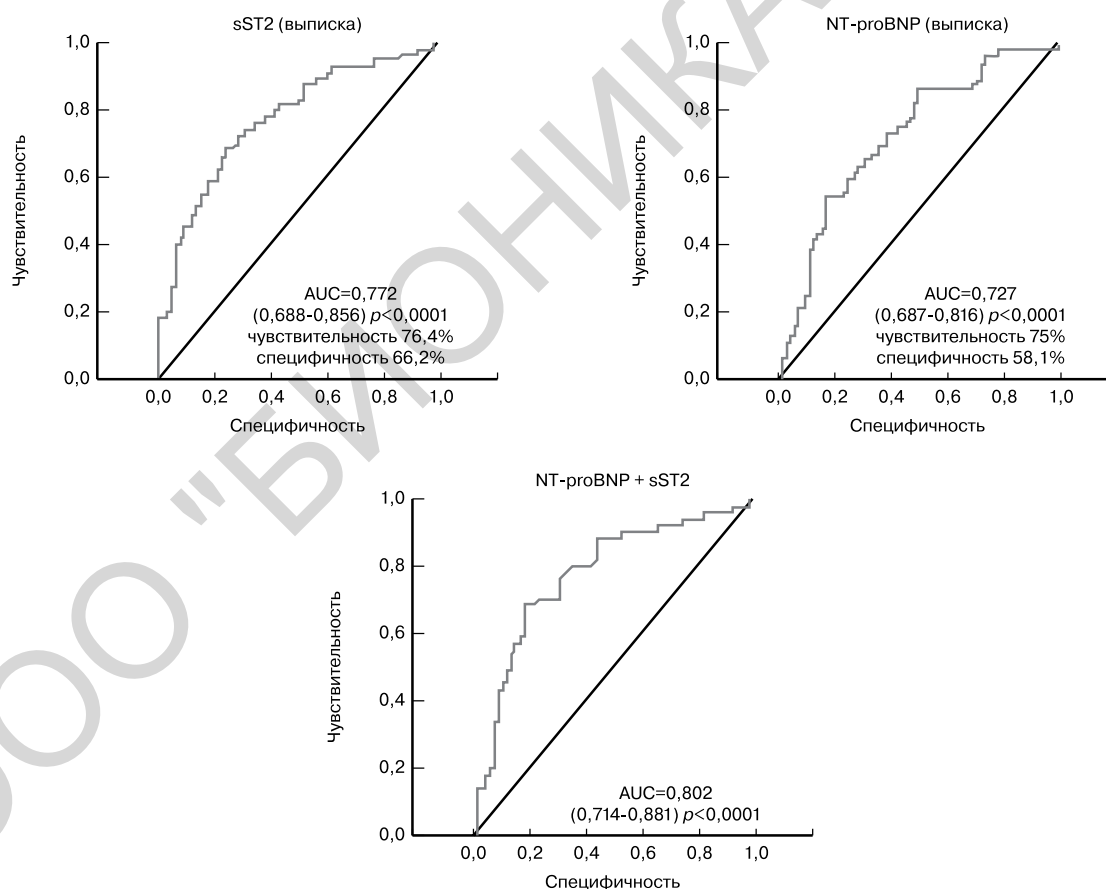 sST2 (выписка)
1,0
0,8
0,6
0,4
0,2
0,0
Чувствительность
AUC=0,772
(0,688-0,856) p<0,0001
чувствительность 76,4%
специфичность 66,2%
0,0 0,2 0,4 0,6 0,8 1,0
Специфичность
NT-proBNP (выписка)
1,0
0,8
0,6
0,4
0,2
0,0
Чувствительность
AUC=0,727
(0,687-0,816) p<0,0001
чувствительность 75%
специфичность 58,1%
0,0 0,2 0,4 0,6 0,8 1,0
Специфичность
NT-proBNP + sST2
1,0
0,8
0,6
0,4
0,2
0,0
Чувствительность
AUC=0,802
(0,714-0,881) p<0,0001
0,0 0,2 0,4 0,6 0,8 1,0
Специфичность
ООО "БИОНИКА